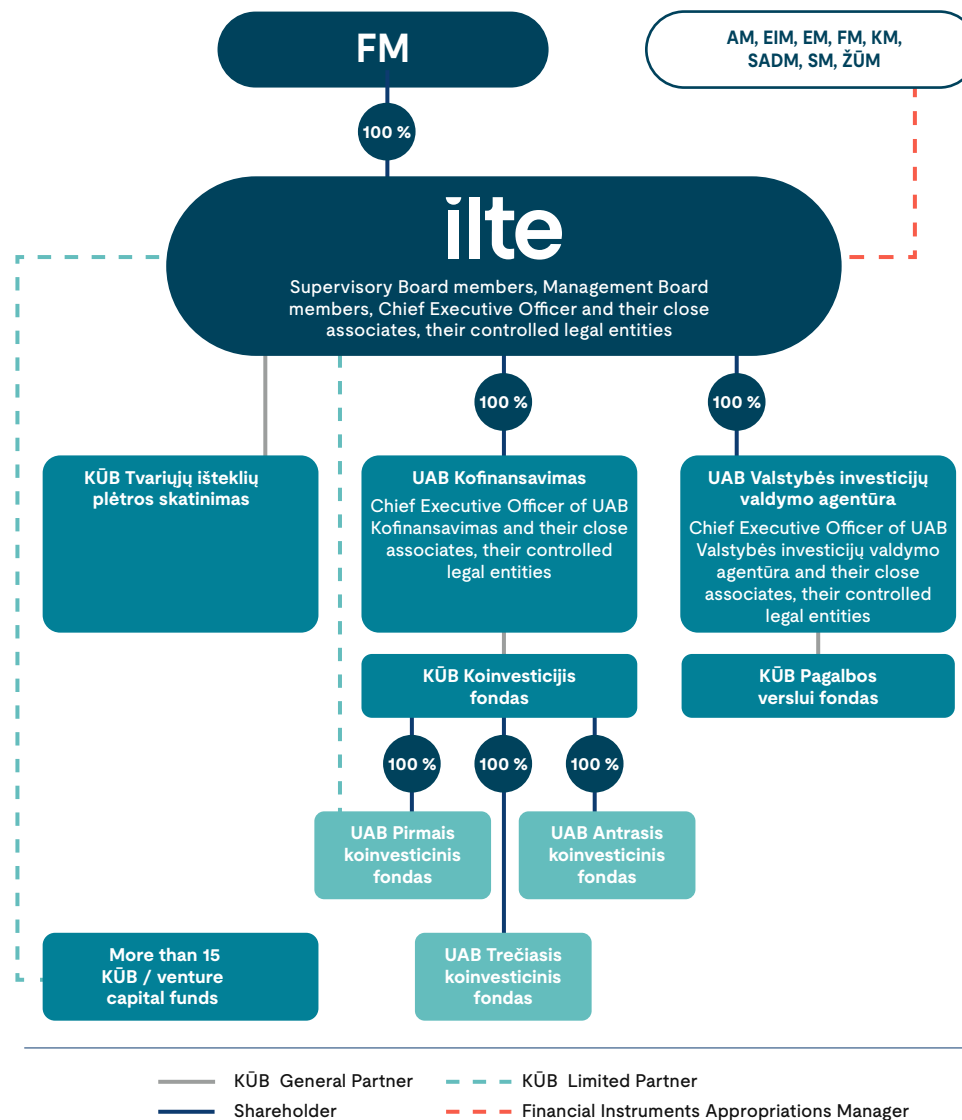 FM
AM, EIM, EM, FM, KM,
SADM, SM, ŽŪM
100 %
ilte
Supervisory Board members, Management Board
members, Chief Executive Officer and their close
associates, their controlled legal entities
100 %
100 %
KŪB Tvariųjų išteklių
plėtros skatinimas
UAB Kofinansavimas
Chief Executive Officer of UAB
Kofinansavimas and their close
associates, their controlled
legal entities
UAB Valstybės investicijų
valdymo agentūra
Chief Executive Officer of UAB
Valstybės investicijų valdymo
agentūra and their close
associates, their controlled
legal entities
KŪB Koinvesticijis
fondas
KŪB Pagalbos
verslui fondas
100 %
100 %
100 %
UAB Pirmais
koinvesticinis
fondas
UAB Antrasis
koinvesticinis
fondas
More than 15
KŪB / venture
capital funds
UAB Trečiasis
koinvesticinis
fondas
KŪB General Partner
KŪB Limited Partner
Shareholder
Financial Instruments Appropriations Manager